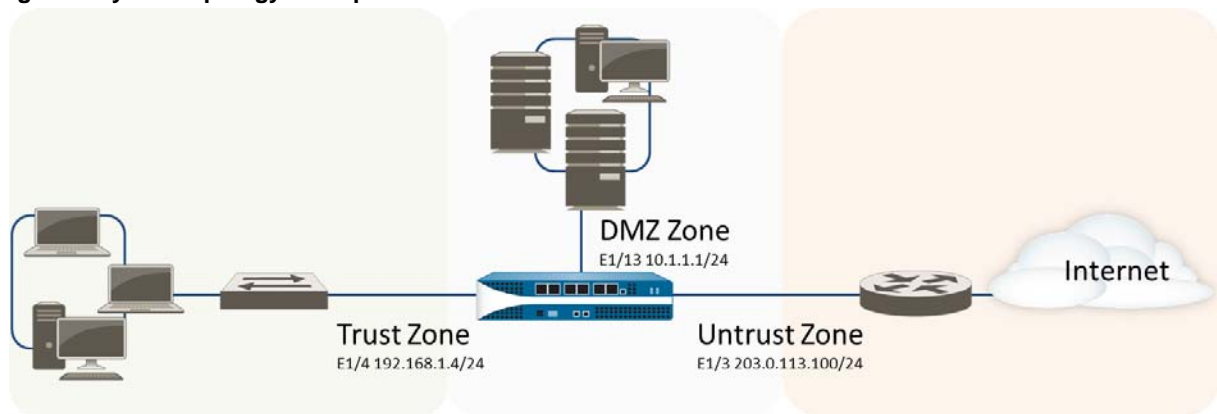 DMZ Zone
E1/13 10.1.1.1/24
Internet
Trust Zone
E1/4 192.168.1.4/24
Untrust Zone
E1/3 203.0.113.100/24